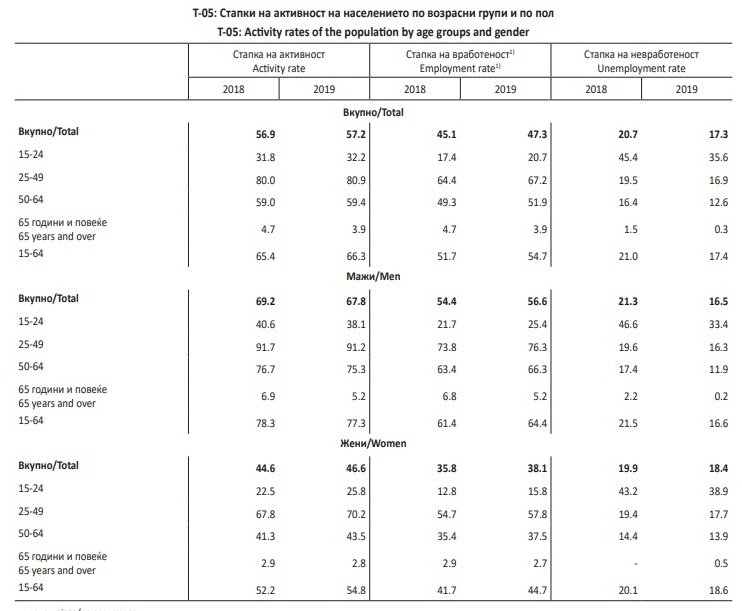 Т-05: Стапки на активност на населението по возрасни групи и по пол
T-05: Activity rates of the population by age groups and gender
Стапка на активност Стапка на вработеност1) Стапка на невработеност
Activity rate Employment rate1) Unemployment rate
2018 2019 2018 2019 2018 2019
Вкупно/Total
Вкупно/Total 56.9 57.2 45.1 47.3 20.7 17.3
15-24 31.8 32.2 17.4 20.7 45.4 35.6
25-49 80.0 80.9 64.4 67.2 19.5 16.9
50-64 59.0 59.4 49.3 51.9 16.4 12.6
65 години и повеќе
65 years and over 4.7 3.9 4.7 3.9 1.5 0.3
15-64 65.4 66.3 51.7 54.7 21.0 17.4
Мажи/Men
Вкупно/Total 69.2 67.8 54.4 56.6 21.3 16.5
15-24 40.6 38.1 21.7 25.4 46.6 33.4
25-49 91.7 91.2 73.8 76.3 19.6 16.3
50-64 76.7 75.3 63.4 66.3 17.4 11.9
65 години и повеќе
65 years and over 6.9 5.2 6.8 5.2 2.2 0.2
15-64 78.3 77.3 61.4 64.4 21.5 16.6
Жени/Women
Вкупно/Total 44.6 46.6 35.8 38.1 19.9 18.4
15-24 22.5 25.8 12.8 15.8 43.2 38.9
25-49 67.8 70.2 54.7 57.8 19.4 17.7
50-64 41.3 43.5 35.4 37.5 14.4 13.9
65 години и повеќе
65 years and over 2.9 2.8 2.9 2.7 - 0.5
15-64 52.2 54.8 41.7 44.7 20.1 18.6